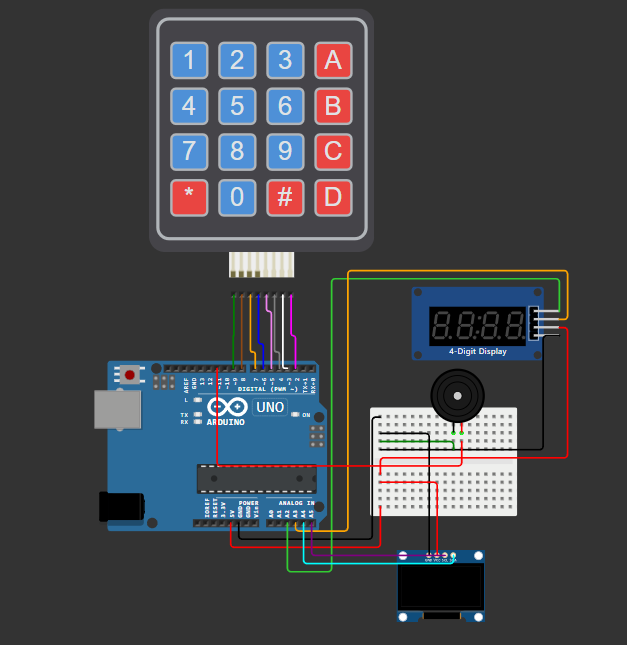 1 2 3 A
4 5 6 B
7 8 9 C
* 0 # D
4-Digit Display
AREF
GND
13
12
~11
~10
~9
8
7
~6
~5
4
~3
2
TX→1
RX←0
DIGITAL (PWM ~)
L
TX
RX
UNO
ON
ARDUINO
POWER
ANALOG IN
IOREF
RESET
3.3V
5V
GND
GND
Vin
A0
A1
A2
A3
A4
A5
GND VCC SCL SDA